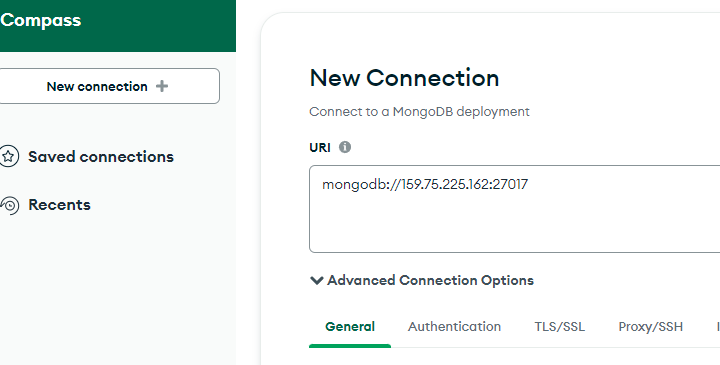 Compass
New connection
Saved connections
Recents
New Connection
Connect to a MongoDB deployment
URI
mongodb://159.75.225.162:27017
Advanced Connection Options
General Authentication TLS/SSL Proxy/SSH